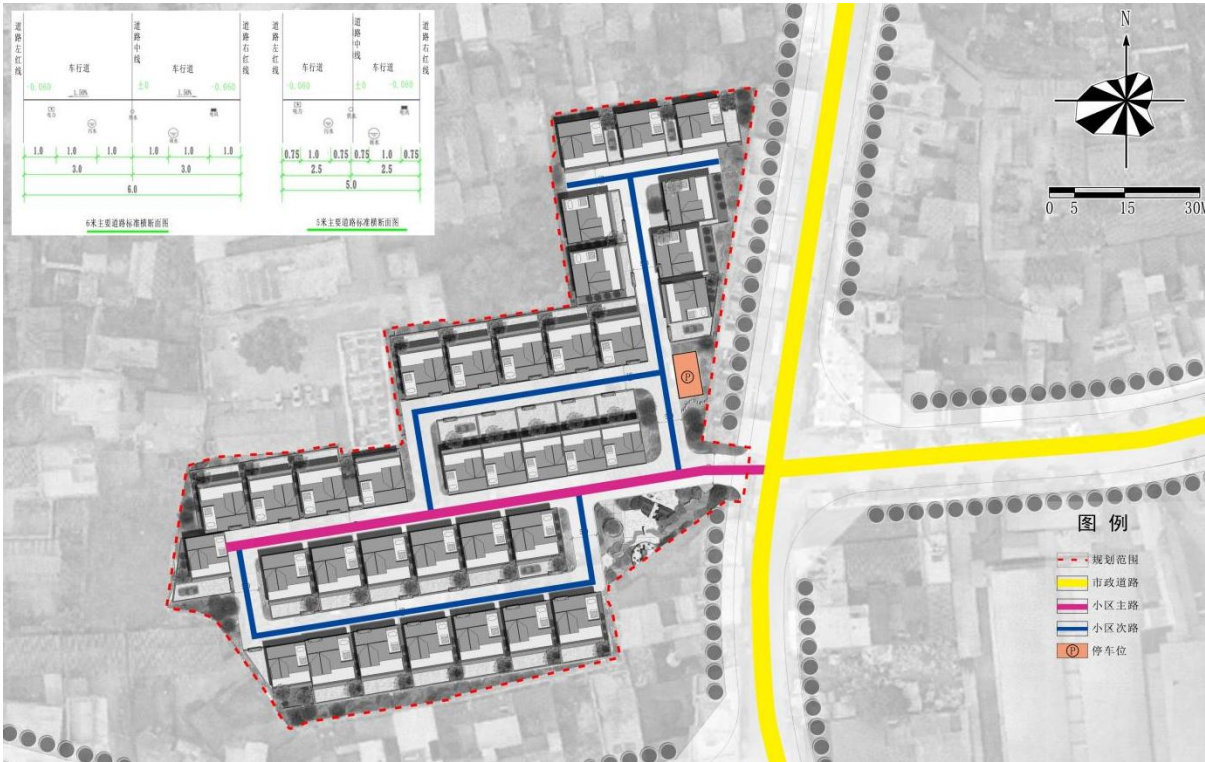 道路左红线
道路中线
道路右红线
车行道
车行道
-0.060
±0
-0.060
1.50%
1.50%
电力
污水
给水
雨水
电讯
1.0
1.0
1.0
1.0
1.0
1.0
3.0
3.0
6.0
6米主要道路标准横断面图
道路左红线
道路中线
道路右红线
车行道
车行道
-0.060
±0
-0.060
电力
污水
给水
雨水
电讯
0.75
1.0
0.75
0.75
1.0
0.75
2.5
2.5
5.0
5米主要道路标准横断面图
N
0 5 15 30M
P
图 例
规划范围
市政道路
小区主路
小区次路
P 停车位